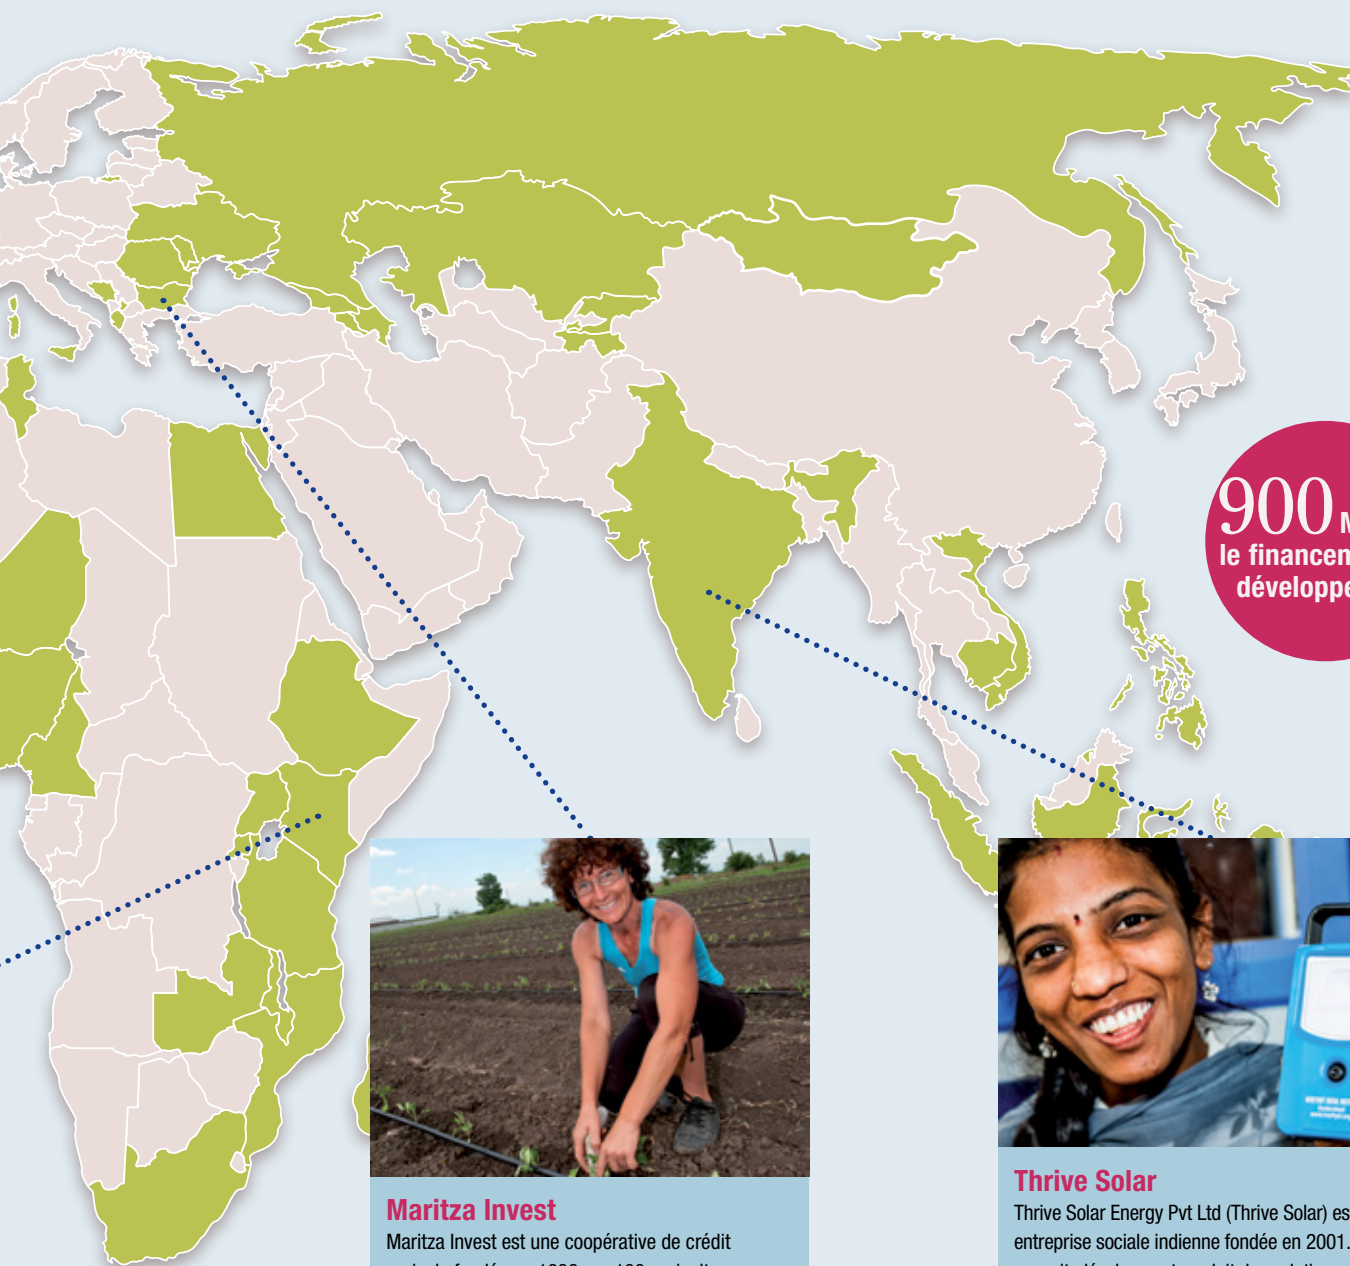 900 M
le financem
développe
Maritza Invest
Maritza Invest est une coopérative de crédit
Thrive Solar
Thrive Solar Energy Pvt Ltd (Thrive Solar) es
entreprise sociale indienne fondée en 2001.